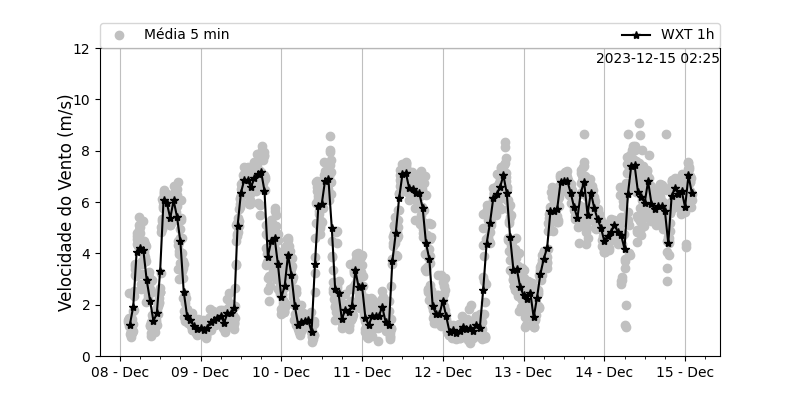 Média 5 min
WXT 1h
2023-12-15 02:25
Velocidade do Vento (m/s)
12
10
8
6
4
2
0
08 - Dec 09 - Dec 10 - Dec 11 - Dec 12 - Dec 13 - Dec 14 - Dec 15 - Dec